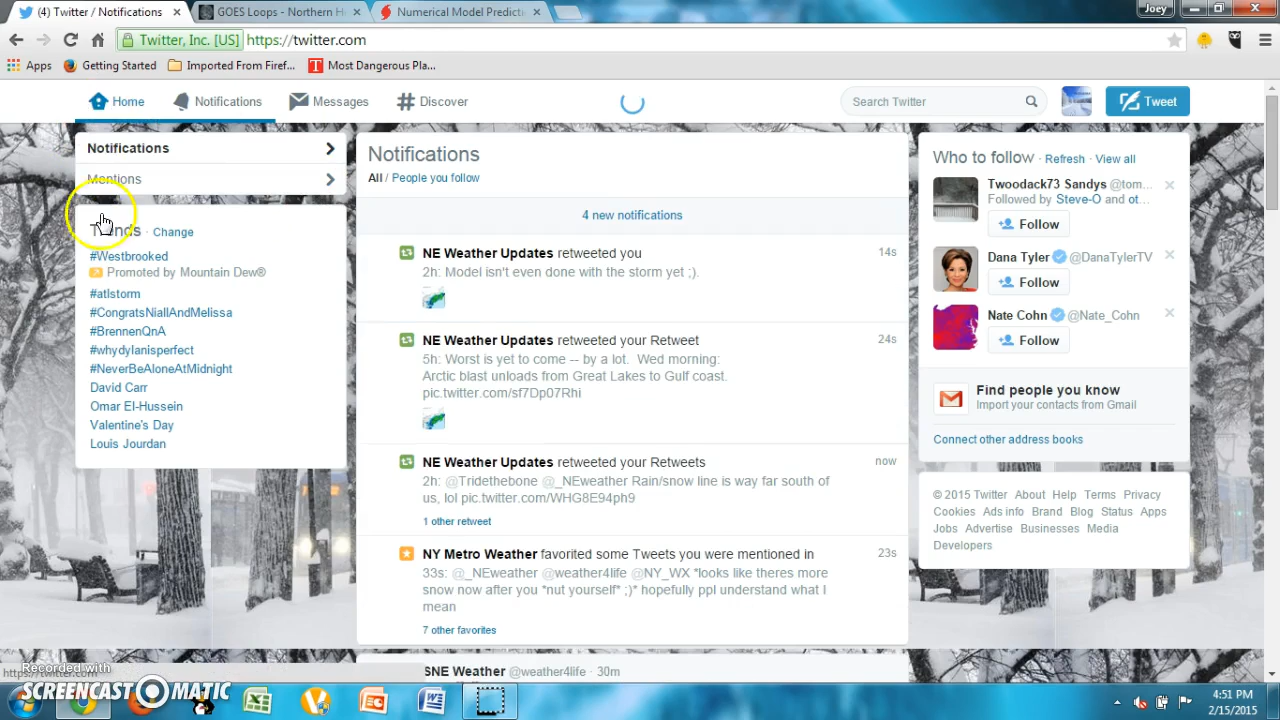 (4) Twitter / Notifications
GOES Loops - Northern H
Numerical Model Predicti
Joey
Twitter, Inc. [US]
https://twitter.com
Apps
Getting Started
Imported From Firef...
Most Dangerous Pla...
Home
Notifications
Messages
Discover
Search Twitter
Tweet
Notifications
Mentions
Trends · Change
#Westbrooked
Promoted by Mountain Dew®
#atlstorm
#CongratsNiallAndMelissa
#BrennenQnA
#whydylanisperfect
#NeverBeAloneAtMidnight
David Carr
Omar El-Hussein
Valentine's Day
Louis Jourdan
Notifications
All / People you follow
4 new notifications
NE Weather Updates retweeted you 14s
2h: Model isn't even done with the storm yet ;).
NE Weather Updates retweeted your Retweet 24s
5h: Worst is yet to come -- by a lot. Wed morning:
Arctic blast unloads from Great Lakes to Gulf coast.
pic.twitter.com/sf7Dp07Rhi
NE Weather Updates retweeted your Retweets now
2h: @Tridethebone @_NEweather Rain/snow line is way far south of
us, lol pic.twitter.com/WHG8E94ph9
1 other retweet
NY Metro Weather favorited some Tweets you were mentioned in 23s
33s: @_NEweather @weather4life @NY_WX *looks like theres more
snow now after you *nut yourself* ;)* hopefully ppl understand what I
mean
7 other favorites
SNE Weather @weather4life · 30m
Who to follow · Refresh · View all
Twoodack73 Sandys @tom...
Followed by Steve-O and ot...
Follow
Dana Tyler @DanaTylerTV
Follow
Nate Cohn @Nate_Cohn
Follow
Find people you know
Import your contacts from Gmail
Connect other address books
© 2015 Twitter About Help Terms Privacy
Cookies Ads info Brand Blog Status Apps
Jobs Advertise Businesses Media
Developers
https://twitter.com
Recorded with
SCREENCAST-O-MATIC
4:51 PM
2/15/2015